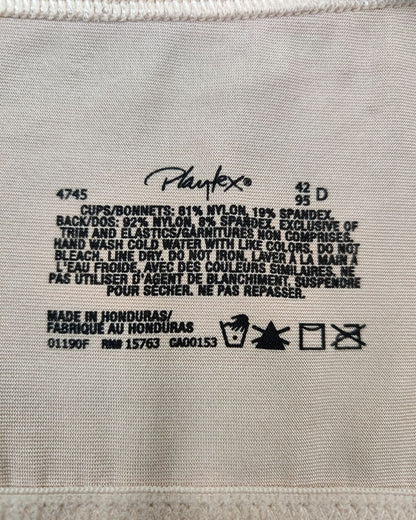 Playtex®
4745
42
95 D
CUPS/BONNETS: 81% NYLON, 19% SPANDEX.
BACK/DOS: 92% NYLON, 8% SPANDEX, EXCLUSIVE OF
TRIM AND ELASTICS/GARNITURES NON COMPRISES
HAND WASH COLD WATER WITH LIKE COLORS. DO NOT
BLEACH. LINE DRY. DO NOT IRON. LAVER À LA MAIN À
L'EAU FROIDE, AVEC DES COULEURS SIMILAIRES. NE
PAS UTILISER D'AGENT DE BLANCHIMENT, SUSPENDRE
POUR SÉCHER. NE PAS REPASSER.
MADE IN HONDURAS/
FABRIQUÉ AU HONDURAS
01190F RN# 15763 CA00153